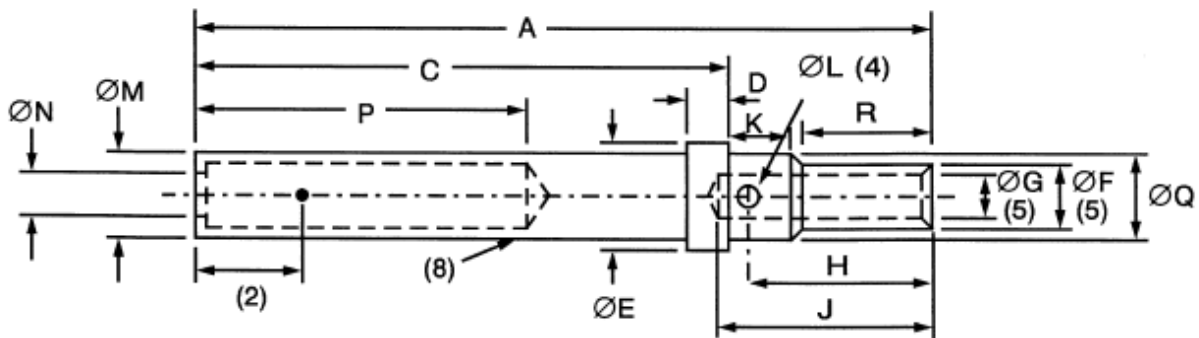 A
C
ØL (4)
D
ØM
P
K
R
ØN
ØG
(5)
ØF
(5)
ØQ
(2)
(8)
ØE
H
J